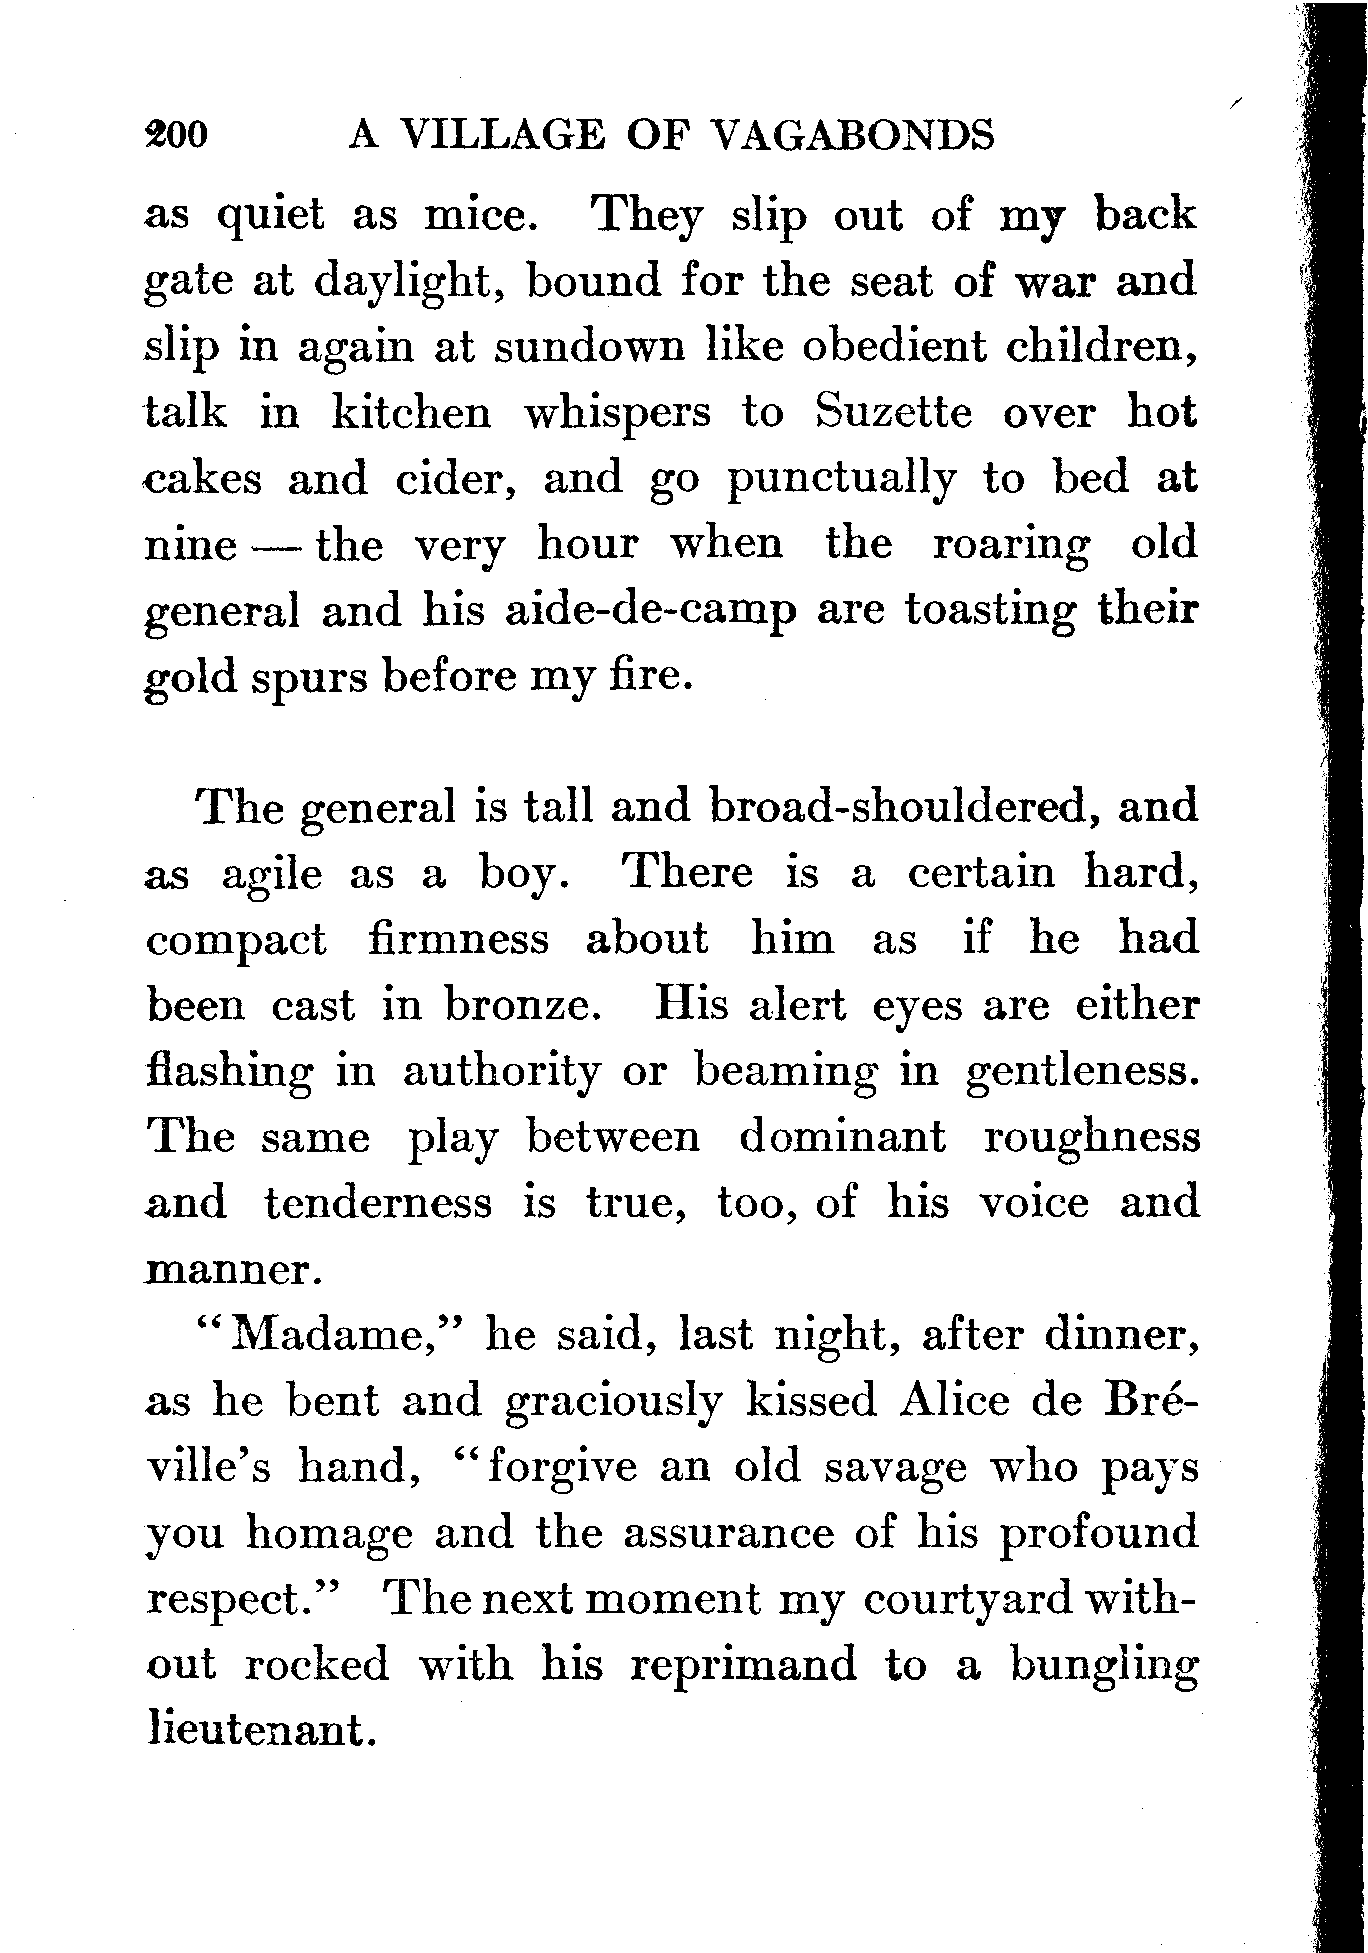 200 A VILLAGE OF VAGABONDS
as quiet as mice. They slip out of my back
gate at daylight, bound for the seat of war and
slip in again at sundown like obedient children,
talk in kitchen whispers to Suzette over hot
cakes and cider, and go punctually to bed at
nine — the very hour when the roaring old
general and his aide-de-camp are toasting their
gold spurs before my fire.
The general is tall and broad-shouldered, and
as agile as a boy. There is a certain hard,
compact firmness about him as if he had
been cast in bronze. His alert eyes are either
flashing in authority or beaming in gentleness.
The same play between dominant roughness
and tenderness is true, too, of his voice and
manner.
“Madame,” he said, last night, after dinner,
as he bent and graciously kissed Alice de Bré-
ville’s hand, “forgive an old savage who pays
you homage and the assurance of his profound
respect.” The next moment my courtyard with-
out rocked with his reprimand to a bungling
lieutenant.